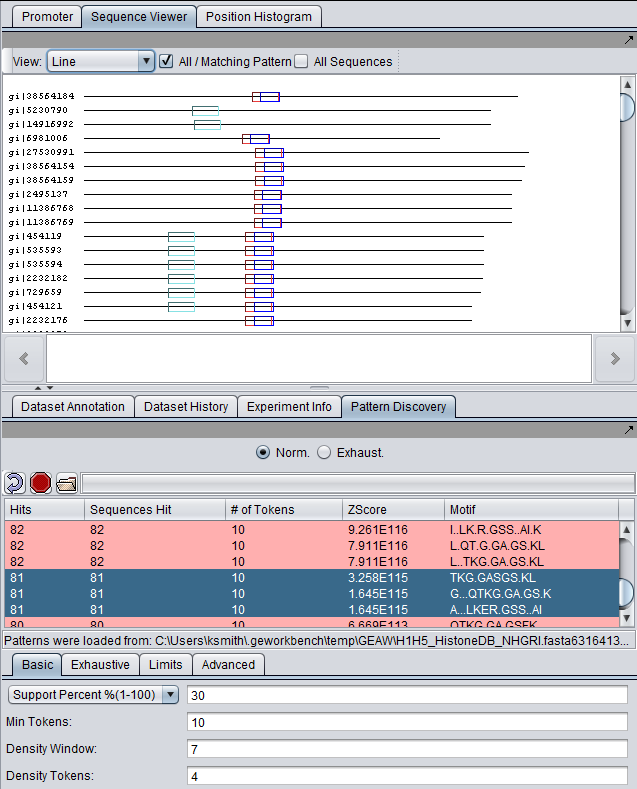 Promoter Sequence Viewer Position Histogram
View: Line All / Matching Pattern All Sequences
gi|38564184
gi|5230790
gi|14916992
gi|6981006
gi|27530991
gi|38564154
gi|38564159
gi|2495137
gi|11386768
gi|11386769
gi|454119
gi|535593
gi|535594
gi|2232182
gi|729659
gi|454121
gi|2232176
Dataset Annotation Dataset History Experiment Info Pattern Discovery
Norm. Exhaust.
Hits Sequences Hit # of Tokens ZScore Motif
82 82 10 9.261E116 I..LK.R.GSS..AI.K
82 82 10 7.911E116 L.QT.G.GA.GS.KL
82 82 10 7.911E116 L..TKG.GA.GS.KL
81 81 10 3.258E115 TKG.GASGS.KL
81 81 10 1.645E115 G...QTKG.GA.GS.K
81 81 10 1.645E115 A...LKER.GSS..AI
80 80 10 6.669E113 QTKG.GA.GSFK
Patterns were loaded from: C:\Users\ksmith\.geworkbench\temp\GEAW\H1H5_HistoneDB_NHGRI.fasta6316413...
Basic Exhaustive Limits Advanced
Support Percent %(1-100) 30
Min Tokens: 10
Density Window: 7
Density Tokens: 4